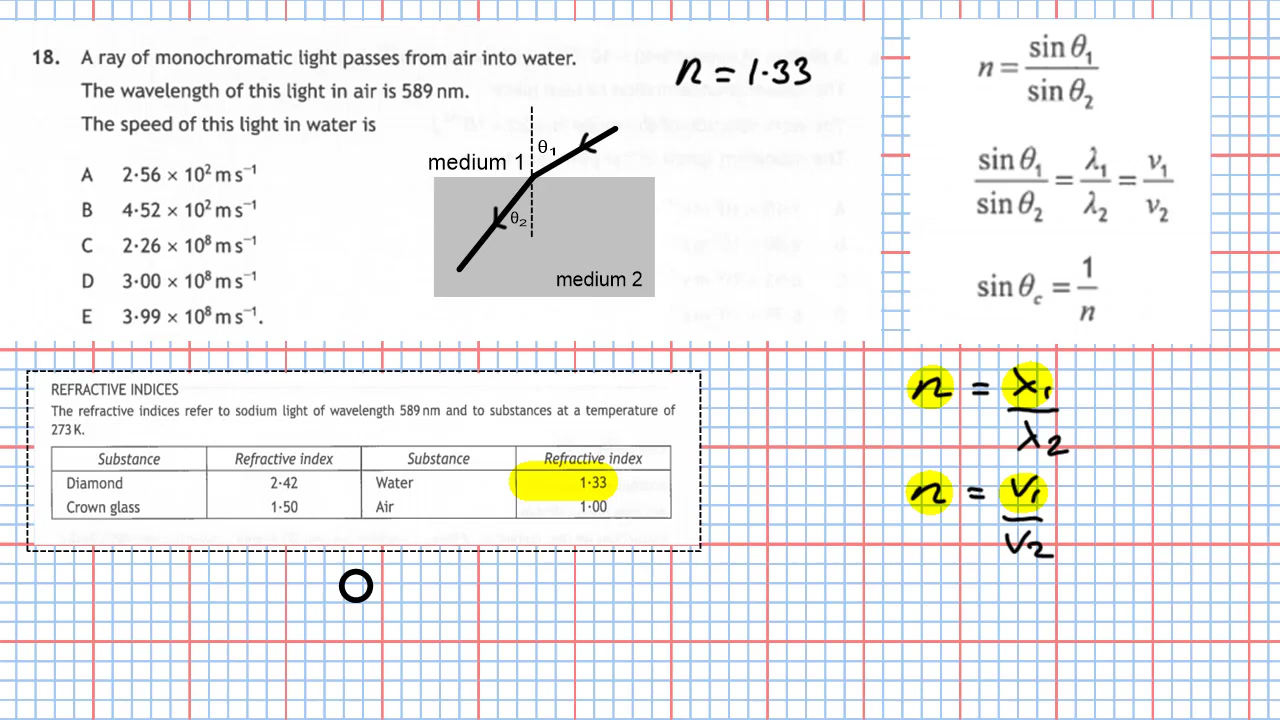 18. A ray of monochromatic light passes from air into water.
The wavelength of this light in air is 589 nm.
The speed of this light in water is
A 2·56 × 10² m s⁻¹
B 4·52 × 10² m s⁻¹
C 2·26 × 10⁸ m s⁻¹
D 3·00 × 10⁸ m s⁻¹
E 3·99 × 10⁸ m s⁻¹.
n = 1·33
medium 1
θ₁
θ₂
medium 2
n = sin θ₁ / sin θ₂
sin θ₁ / sin θ₂ = λ₁ / λ₂ = v₁ / v₂
sin θc = 1 / n
REFRACTIVE INDICES
The refractive indices refer to sodium light of wavelength 589 nm and to substances at a temperature of
273 K.
Substance Refractive index Substance Refractive index
Diamond 2·42 Water 1·33
Crown glass 1·50 Air 1·00
n = λ₁ / λ₂
n = v₁ / v₂